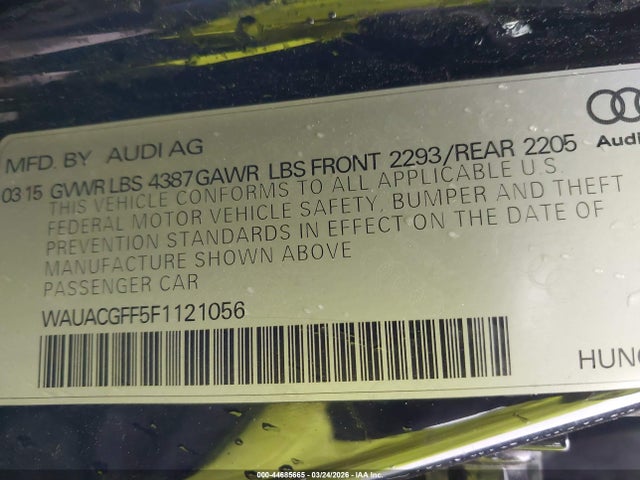 MFD. BY AUDI AG
Audi
03 15 GVWR LBS 4387 GAWR LBS FRONT 2293/REAR 2205
THIS VEHICLE CONFORMS TO ALL APPLICABLE U.S.
FEDERAL MOTOR VEHICLE SAFETY, BUMPER AND THEFT
PREVENTION STANDARDS IN EFFECT ON THE DATE OF
MANUFACTURE SHOWN ABOVE
PASSENGER CAR
WAUACGFF5F1121056
HUNG
000-44685665 - 03/24/2026 - © IAA Inc.